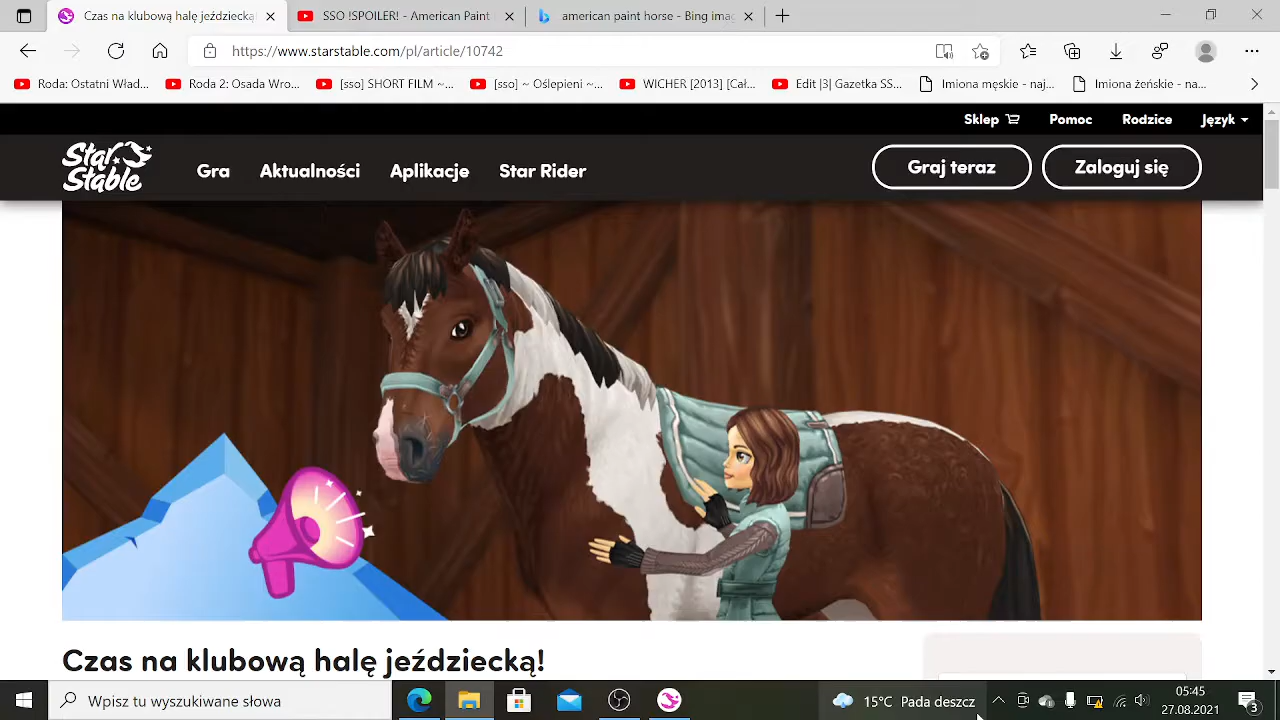 Czas na klubową halę jeździecką
SSO !SPOILER! - American Paint
american paint horse - Bing imag
https://www.starstable.com/pl/article/10742
Roda: Ostatni Wład...
Roda 2: Osada Wro...
[sso] SHORT FILM ~...
[sso] ~ Oślepieni ~...
WICHER [2013] [Cał...
Edit |3| Gazetka SS...
Imiona męskie - naj...
Imiona żenskie - na...
Sklep
Pomoc
Rodzice
Język
Star Stable
Gra
Aktualności
Aplikacje
Star Rider
Graj teraz
Zaloguj się
Czas na klubową halę jeździecką!
Wpisz tu wyszukiwane słowa
15°C Pada deszcz
05:45
27.08.2021
3